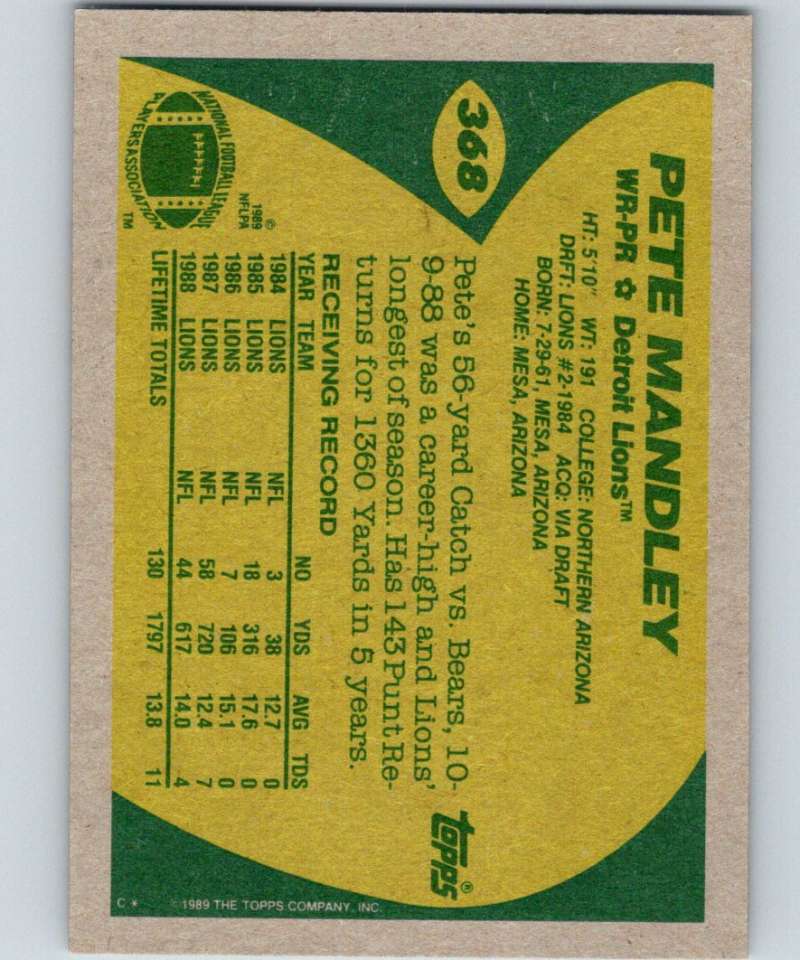 368
PETE MANDLEY
WR-PR ☆ Detroit Lions™
HT: 5'10" WT: 191 COLLEGE: NORTHERN ARIZONA
DRFT: LIONS #2-1984 ACQ: VIA DRAFT
BORN: 7-29-61, MESA, ARIZONA
HOME: MESA, ARIZONA
Pete's 56-yard Catch vs. Bears, 10-
9-88 was a career-high and Lions'
longest of season. Has 143 Punt Re-
turns for 1360 Yards in 5 years.
topps®
NATIONAL FOOTBALL LEAGUE
PLAYERS ASSOCIATION
TM
©
1989
NFLPA
RECEIVING RECORD
YEAR TEAM NO YDS AVG TDS
1984 LIONS NFL 3 38 12.7 0
1985 LIONS NFL 18 316 17.6 0
1986 LIONS NFL 7 106 15.1 0
1987 LIONS NFL 58 720 12.4 7
1988 LIONS NFL 44 617 14.0 4
LIFETIME TOTALS 130 1797 13.8 11
©1989 THE TOPPS COMPANY, INC.
C *